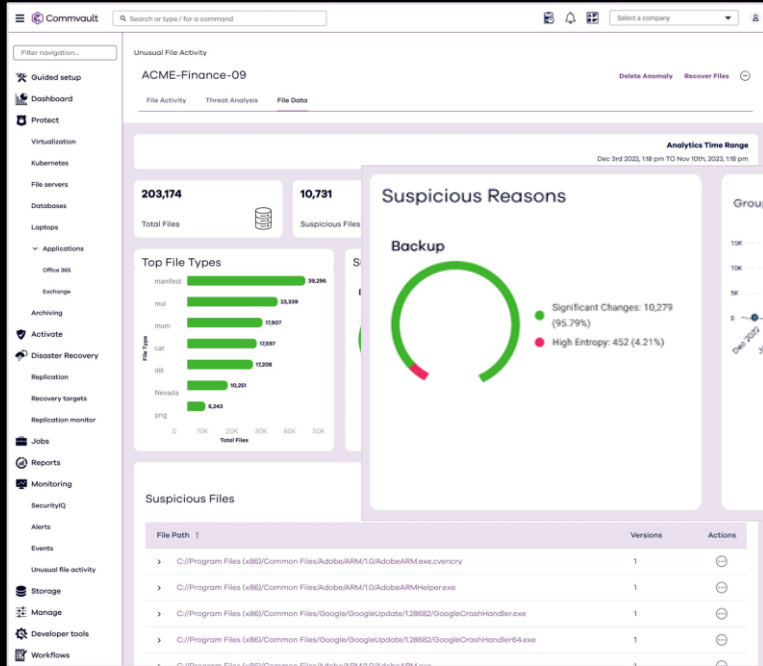 Commvault
Search or type / for a command
Select a company
Filter navigation...
Guided setup
Dashboard
Protect
Virtualization
Kubernetes
File servers
Databases
Laptops
Applications
Office 365
Exchange
Archiving
Activate
Disaster Recovery
Replication
Recovery targets
Replication monitor
Jobs
Reports
Monitoring
SecurityIQ
Alerts
Events
Unusual file activity
Storage
Manage
Developer tools
Workflows
Unusual File Activity
ACME-Finance-09
Delete Anomaly
Recover Files
File Activity
Threat Analysis
File Data
Analytics Time Range
Dec 3rd 2022, 1:18 pm TO Nov 10th, 2023, 1:18 pm
203,174
Total Files
10,731
Suspicious Files
Top File Types
File Type
manifest
39,296
mui
23,339
mum
17,907
cat
17,557
dill
17,208
Nevada
10,251
png
6,243
0
10K
20K
30K
40K
50K
Total Files
Suspicious Reasons
Backup
Significant Changes: 10,279
(95.79%)
High Entropy: 452 (4.21%)
Group
15K
10K
5K
0
Dec 2022
Suspicious Files
File Path ↑
Versions
Actions
C://Program Files (x86)/Common Files/Adobe/ARM/1.0/AdobeARM.exe.cvencry
1
C://Program Files (x86)/Common Files/Adobe/ARM/1.0/AdobeARMHelper.exe
1
C://Program Files (x86)/Common Files/Google/GoogleUpdate/1.28682/GoogleCrashHandler.exe
1
C://Program Files (x86)/Common Files/Google/GoogleUpdate/1.28682/GoogleCrashHandler64.exe
1